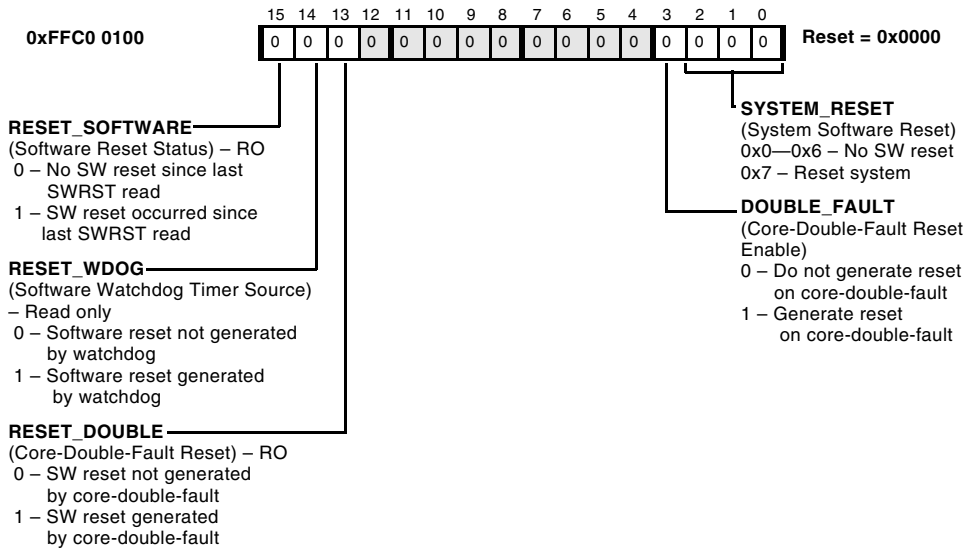 15 14 13 12 11 10 9 8 7 6 5 4 3 2 1 0
0xFFC0 0100
0 0 0 0 0 0 0 0 0 0 0 0 0 0 0 0
Reset = 0x0000
RESET_SOFTWARE
(Software Reset Status) – RO
0 – No SW reset since last
SWRST read
1 – SW reset occurred since
last SWRST read
RESET_WDOG
(Software Watchdog Timer Source)
– Read only
0 – Software reset not generated
by watchdog
1 – Software reset generated
by watchdog
RESET_DOUBLE
(Core-Double-Fault Reset) – RO
0 – SW reset not generated
by core-double-fault
1 – SW reset generated
by core-double-fault
SYSTEM_RESET
(System Software Reset)
0x0—0x6 – No SW reset
0x7 – Reset system
DOUBLE_FAULT
(Core-Double-Fault Reset
Enable)
0 – Do not generate reset
on core-double-fault
1 – Generate reset
on core-double-fault